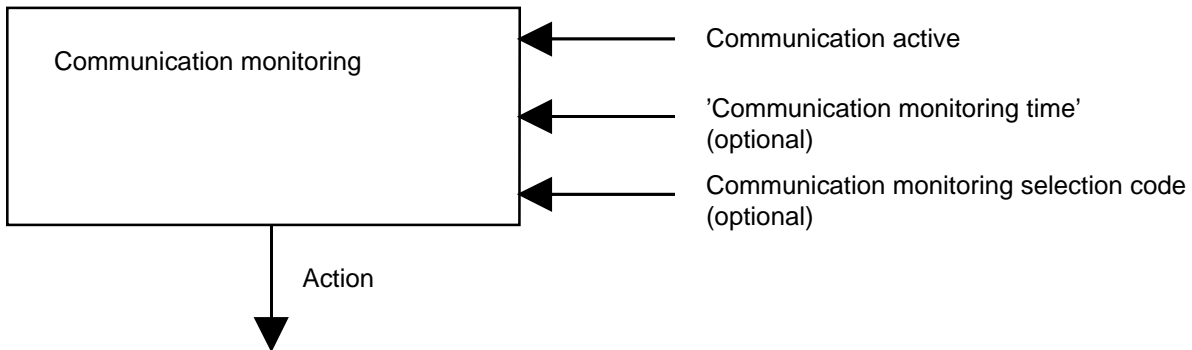 Communication monitoring
Communication active
’Communication monitoring time'
(optional)
Communication monitoring selection code
(optional)
Action